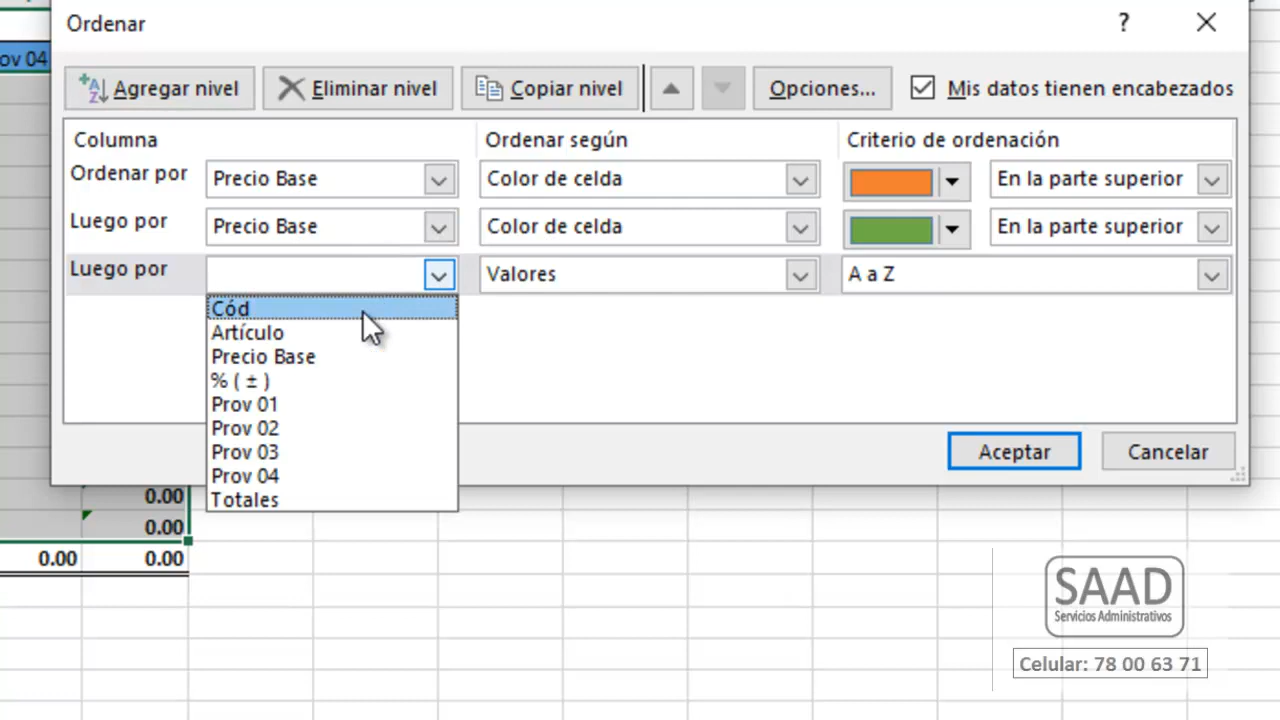 Ordenar
?
ov 04
Agregar nivel
Eliminar nivel
Copiar nivel
Opciones...
Mis datos tienen encabezados
Columna
Ordenar según
Criterio de ordenación
Ordenar por
Precio Base
Color de celda
En la parte superior
Luego por
Precio Base
Color de celda
En la parte superior
Luego por
Valores
A a Z
Cód
Artículo
Precio Base
% ( ± )
Prov 01
Prov 02
Prov 03
Prov 04
Totales
Aceptar
Cancelar
0.00
0.00
0.00 0.00
SAAD
Servicios Administrativos
Celular: 78 00 63 71